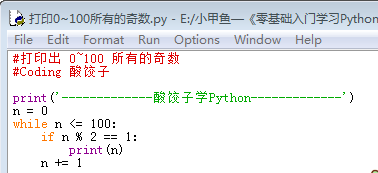 打印0~100所有的奇数.py - E:/小甲鱼—《零基础入门学习Python
File Edit Format Run Options Windows Help
#打印出 0~100 所有的奇数
#Coding 酸饺子
print('-------------酸饺子学Python-------------')
n = 0
while n <= 100:
    if n % 2 == 1:
        print(n)
    n += 1